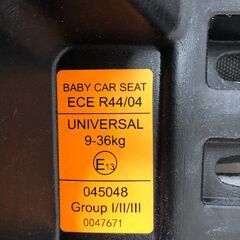 BABY CAR SEAT
ECE R44/04
UNIVERSAL
9-36kg
E13
045048
Group I/II/III
0047671